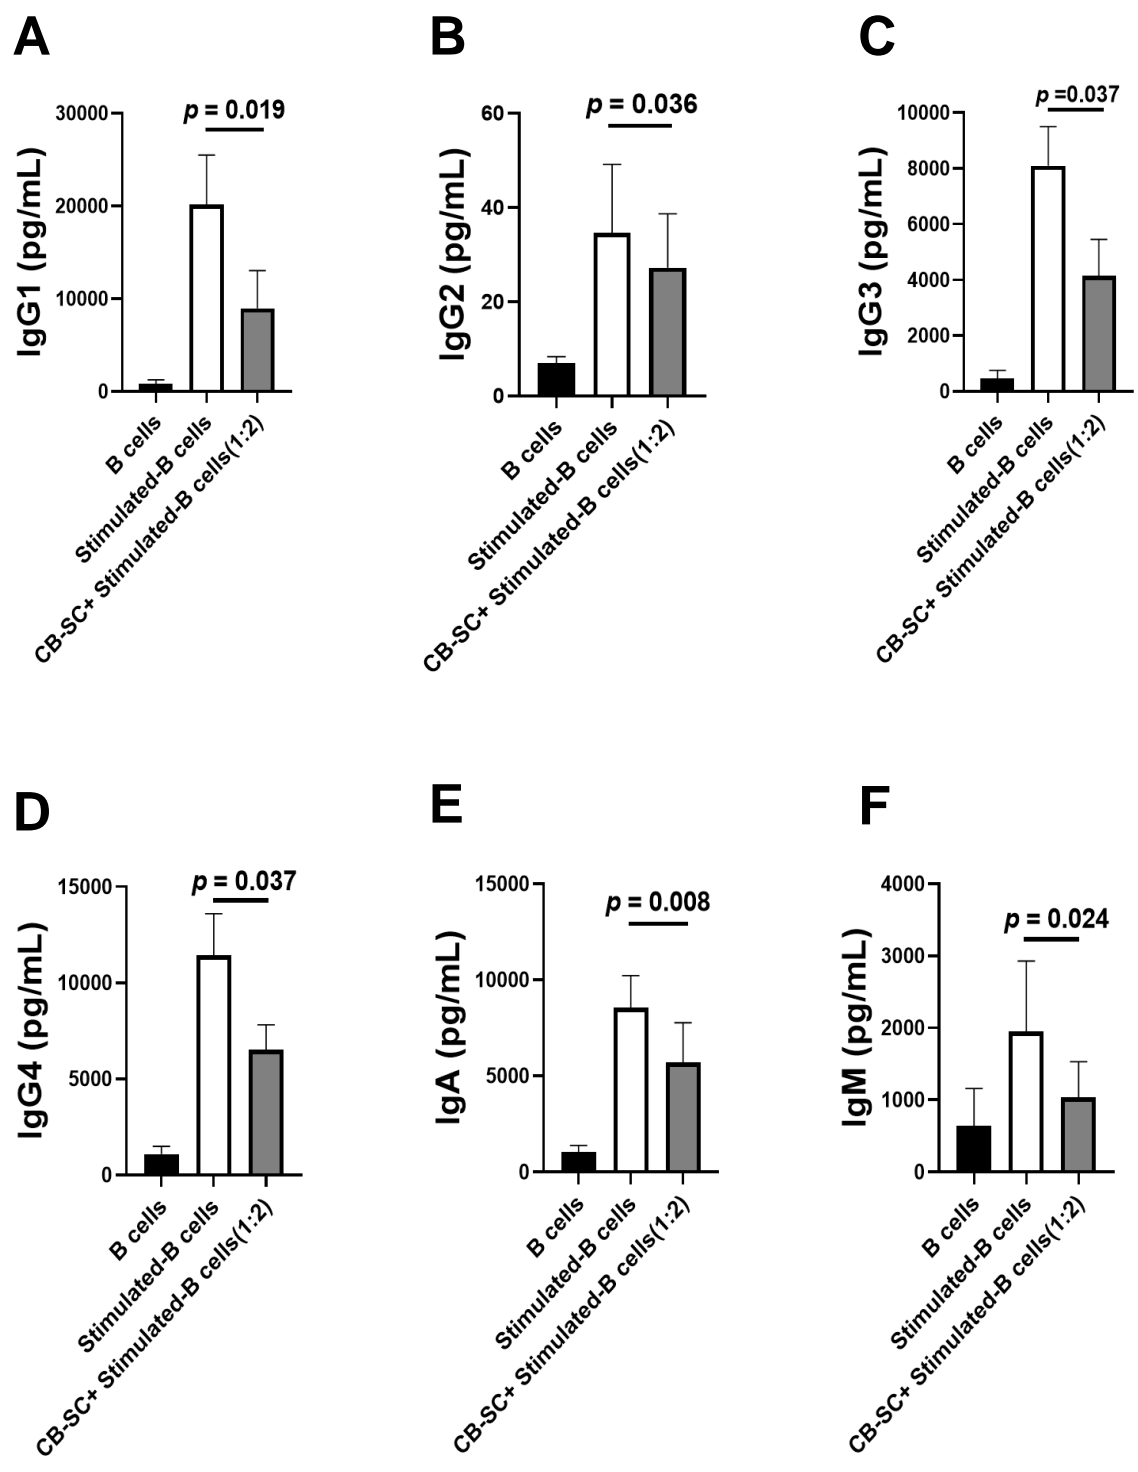 A
p = 0.019
IgG1 (pg/mL)
30000
20000
10000
0
B cells
Stimulated-B cells
CB-SC+ Stimulated-B cells(1:2)
B
p = 0.036
IgG2 (pg/mL)
60
40
20
0
B cells
Stimulated-B cells
CB-SC+ Stimulated-B cells(1:2)
C
p =0.037
IgG3 (pg/mL)
10000
8000
6000
4000
2000
0
B cells
Stimulated-B cells
CB-SC+ Stimulated-B cells(1:2)
D
p = 0.037
IgG4 (pg/mL)
15000
10000
5000
0
B cells
Stimulated-B cells
CB-SC+ Stimulated-B cells(1:2)
E
p = 0.008
IgA (pg/mL)
15000
10000
5000
0
B cells
Stimulated-B cells
CB-SC+ Stimulated-B cells(1:2)
F
p = 0.024
IgM (pg/mL)
4000
3000
2000
1000
0
B cells
Stimulated-B cells
CB-SC+ Stimulated-B cells(1:2)